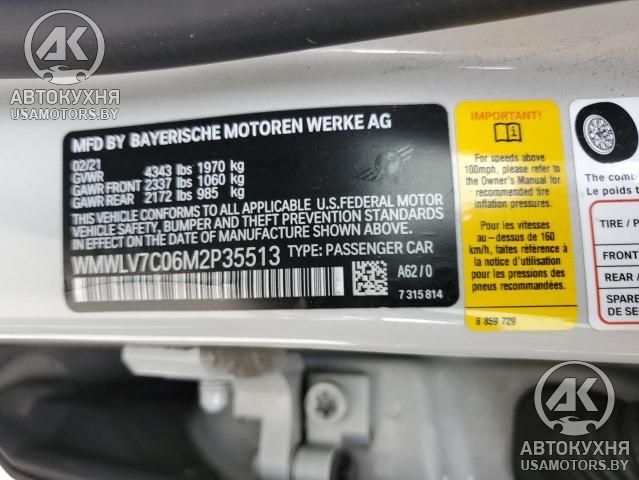 АК
АВТОКУХНЯ
USAMOTORS.BY
MFD BY BAYERISCHE MOTOREN WERKE AG
02/21
GVWR 4343 lbs 1970 kg
GAWR FRONT 2337 lbs 1060 kg
GAWR REAR 2172 lbs 985 kg
THIS VEHICLE CONFORMS TO ALL APPLICABLE U.S.FEDERAL MOTOR
VEHICLE SAFETY, BUMPER, AND THEFT PREVENTION STANDARDS
IN EFFECT ON THE DATE OF MANUFACTURE SHOWN ABOVE.
WMWLV7C06M2P35513 TYPE: PASSENGER CAR
A62/0
7 315 814
IMPORTANT!
For speeds above
100mph, please refer to
the Owner's Manual for
recommended tire
inflation pressures.
Pour les vitesses
au-dessus de 160
km/h, faites référence
à la notice d'utilisation
pour les pressions de
pneu recommendées.
6 859 729
The comb
Le poids
TIRE / P
FRONT
REAR /
SPARE
DE SE
АК
АВТОКУХНЯ
USAMOTORS.BY